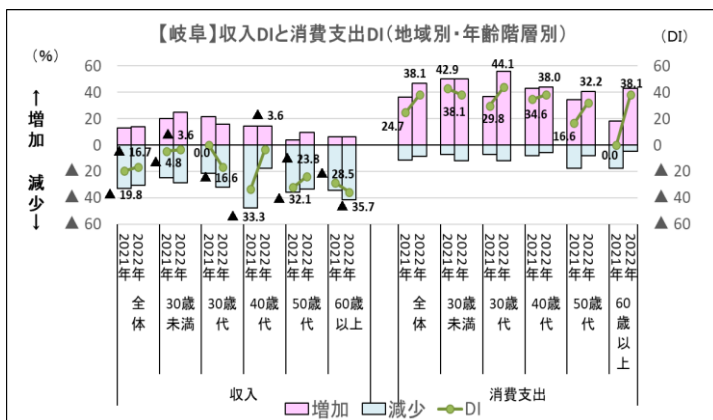 【岐阜】収入DIと消費支出DI(地域別・年齢階層別)
(%) (DI)
60 42.9 44.1 60
38.1 38.0 32.2 38.1
40 40
↑増加
20 ▲ 3.6 20
24.7 38.1 29.8 34.6 16.6
0 ▲ 16.7 ▲ 3.6 0.0 0.0 0
減少↓
▲ 4.8 ▲ 16.6 ▲ 23.8 ▲ 28.5
▲ 20 ▲ 20
▲ 19.8 ▲ 33.3 ▲ 32.1 ▲ 35.7
▲ 40 ▲ 40
▲ 60 ▲ 60
2021年 2022年 2021年 2022年 2021年 2022年 2021年 2022年 2021年 2022年 2021年 2022年 2021年 2022年 2021年 2022年 2021年 2022年 2021年 2022年 2021年 2022年 2021年 2022年
全体 30歳未満 30歳代 40歳代 50歳代 60歳以上 全体 30歳未満 30歳代 40歳代 50歳代 60歳以上
収入 消費支出
増加 減少 DI